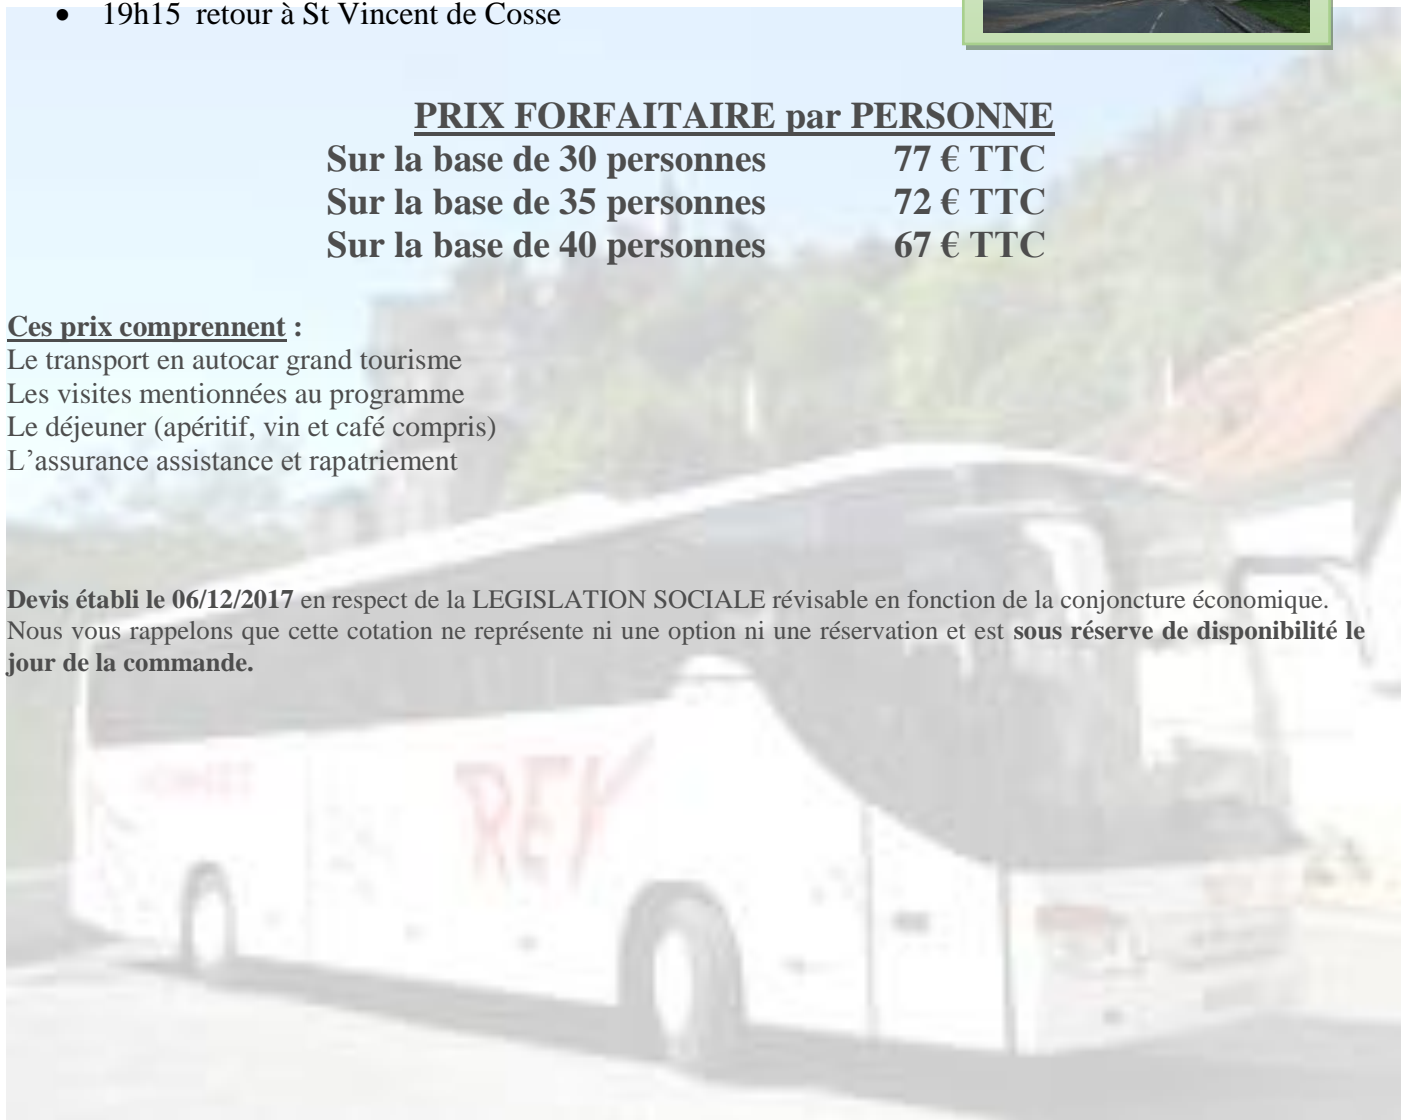 • 19h15 retour à St Vincent de Cosse
PRIX FORFAITAIRE par PERSONNE
Sur la base de 30 personnes 77 € TTC
Sur la base de 35 personnes 72 € TTC
Sur la base de 40 personnes 67 € TTC
Ces prix comprennent :
Le transport en autocar grand tourisme
Les visites mentionnées au programme
Le déjeuner (apéritif, vin et café compris)
L’assurance assistance et rapatriement
Devis établi le 06/12/2017 en respect de la LEGISLATION SOCIALE révisable en fonction de la conjoncture économique.
Nous vous rappelons que cette cotation ne représente ni une option ni une réservation et est sous réserve de disponibilité le
jour de la commande.
REY